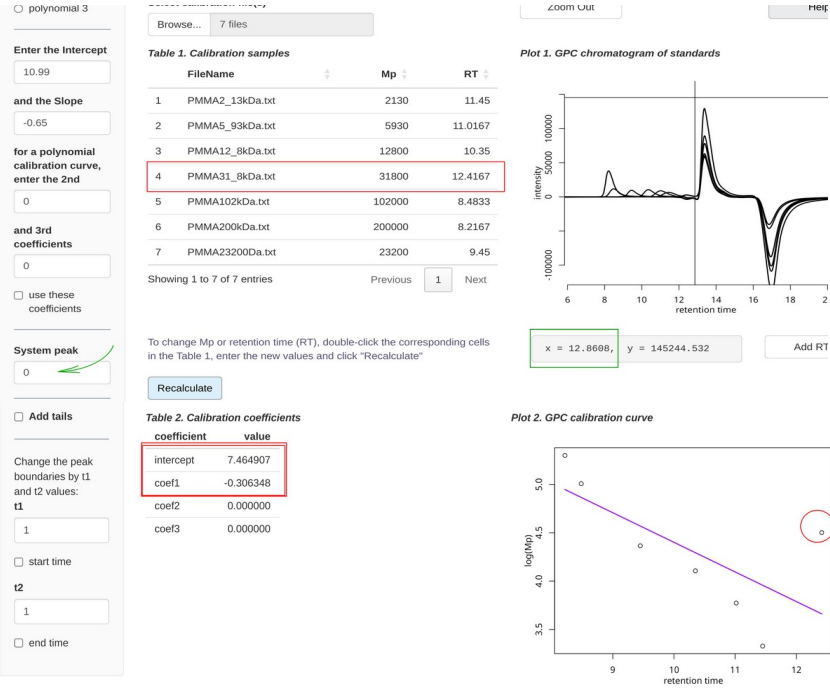 polynomial 3
Enter the Intercept
10.99
and the Slope
-0.65
for a polynomial
calibration curve,
enter the 2nd
0
and 3rd
coefficients
0
use these
coefficients
System peak
0
Add tails
Change the peak
boundaries by t1
and t2 values:
t1
1
start time
t2
1
end time
Browse... 7 files
Table 1. Calibration samples
FileName Mp RT
1 PMMA2_13kDa.txt 2130 11.45
2 PMMA5_93kDa.txt 5930 11.0167
3 PMMA12_8kDa.txt 12800 10.35
4 PMMA31_8kDa.txt 31800 12.4167
5 PMMA102kDa.txt 102000 8.4833
6 PMMA200kDa.txt 200000 8.2167
7 PMMA23200Da.txt 23200 9.45
Showing 1 to 7 of 7 entries Previous 1 Next
To change Mp or retention time (RT), double-click the corresponding cells
in the Table 1, enter the new values and click "Recalculate"
Recalculate
Table 2. Calibration coefficients
coefficient value
intercept 7.464907
coef1 -0.306348
coef2 0.000000
coef3 0.000000
Zoom Out Help
Plot 1. GPC chromatogram of standards
intensity
100000
50000
0
-100000
6 8 10 12 14 16 18 2
retention time
x = 12.8608, y = 145244.532
Add RT
Plot 2. GPC calibration curve
log(Mp)
5.0
4.5
4.0
3.5
9 10 11 12
retention time